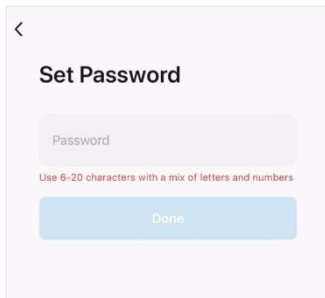 Set Password
Password
Use 6-20 characters with a mix of letters and numbers
Done